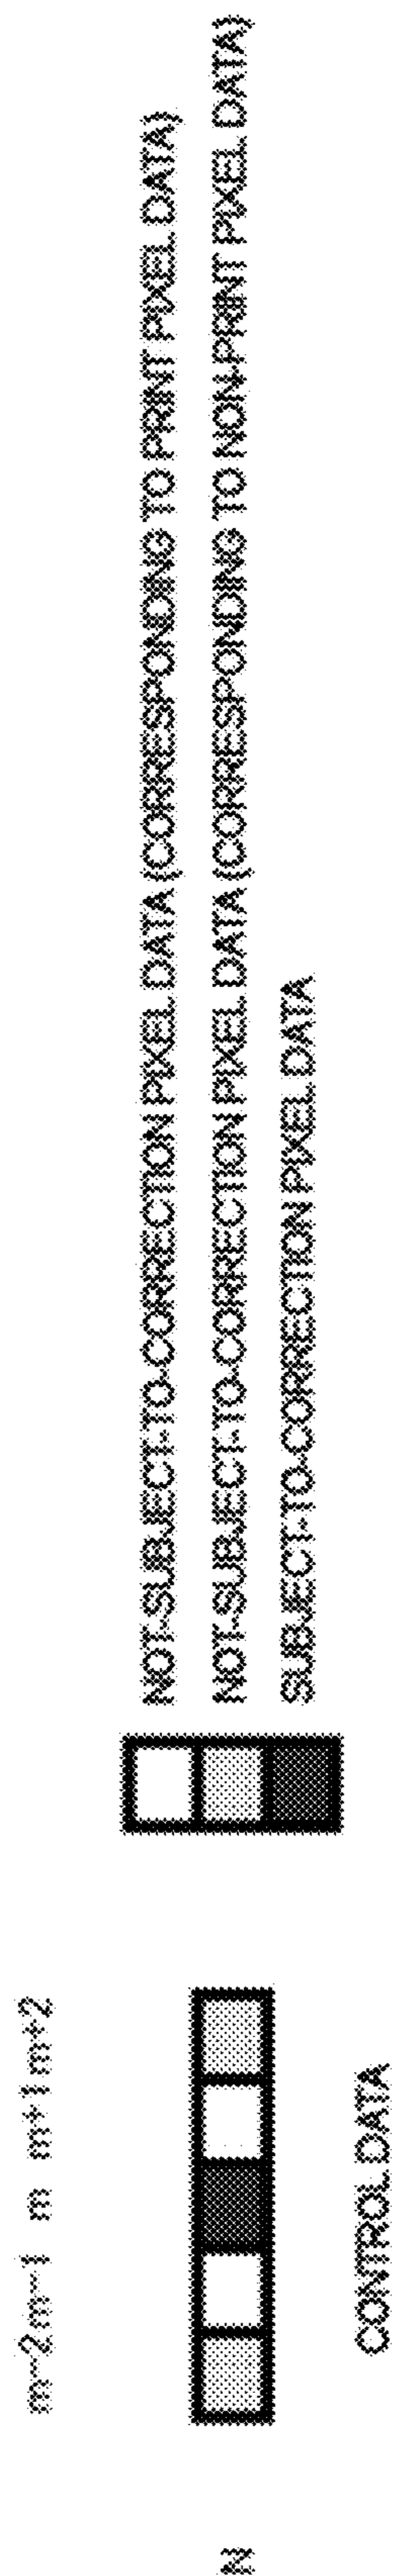 m-2 m-1 m m+1 m+2
N
CONTROL DATA
NOT-SUBJECT-TO-CORRECTION PIXEL DATA (CORRESPONDING TO PRINT PIXEL DATA)
NOT-SUBJECT-TO-CORRECTION PIXEL DATA (CORRESPONDING TO NON-PRINT PIXEL DATA)
SUBJECT-TO-CORRECTION PIXEL DATA